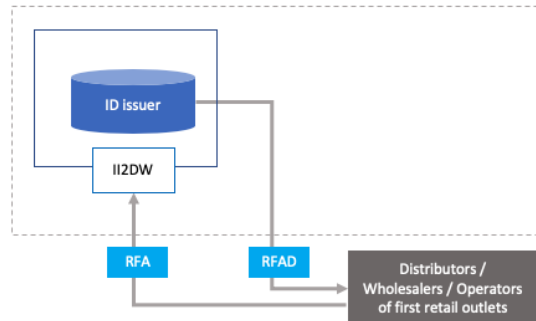 ID issuer
II2DW
RFA
RFAD
Distributors /
Wholesalers / Operators
of first retail outlets